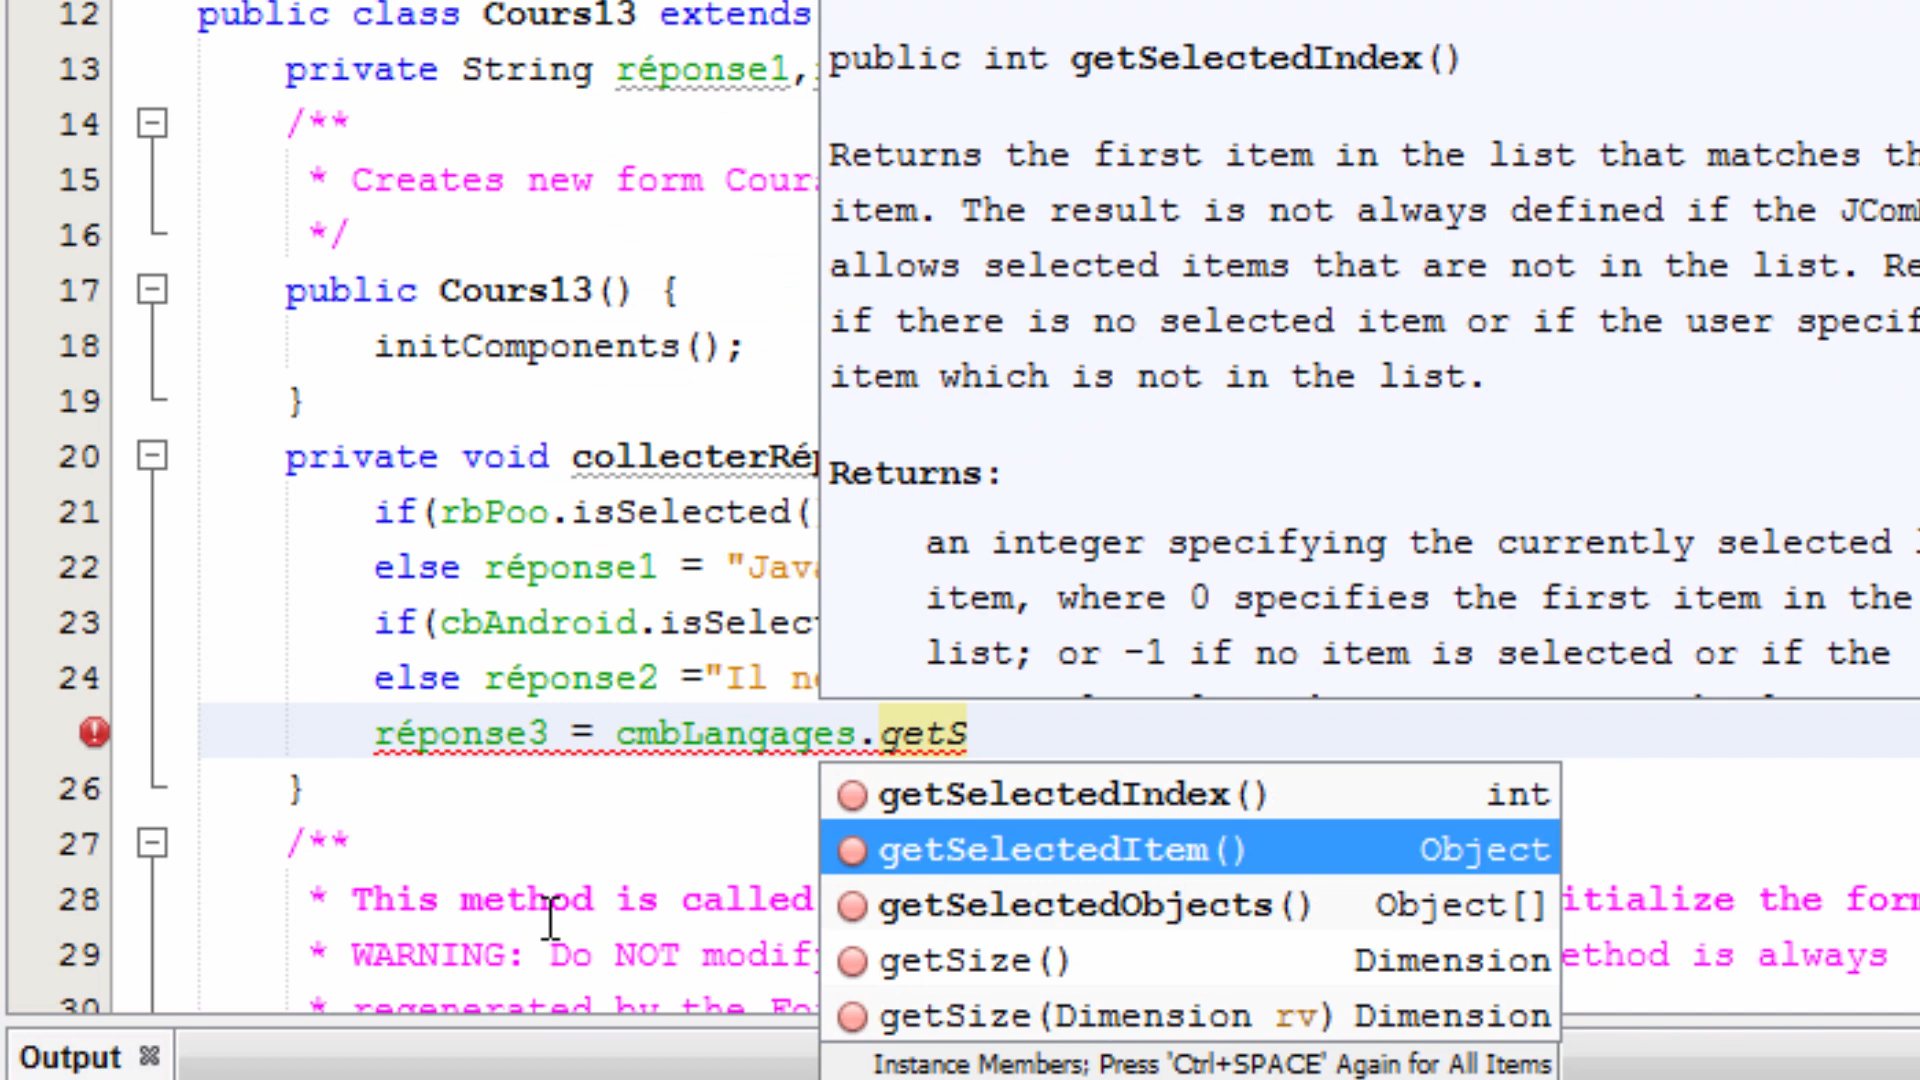 12 public class Cours13 extends
13 private String réponse1,
14 /**
15 * Creates new form Cour
16 */
17 public Cours13() {
18 initComponents();
19 }
20 private void collecterRé
21 if(rbPoo.isSelected(
22 else réponse1 = "Jav
23 if(cbAndroid.isSelec
24 else réponse2 ="Il n
réponse3 = cmbLangages.getS
26 }
27 /**
28 * This method is called
29 * WARNING: Do NOT modify
30 * regenerated by the Fo
public int getSelectedIndex()
Returns the first item in the list that matches th
item. The result is not always defined if the JCom
allows selected items that are not in the list. Re
if there is no selected item or if the user specif
item which is not in the list.
Returns:
an integer specifying the currently selected
item, where 0 specifies the first item in the
list; or -1 if no item is selected or if the
getSelectedIndex() int
getSelectedItem() Object
getSelectedObjects() Object[]
getSize() Dimension
getSize(Dimension rv) Dimension
Instance Members; Press 'Ctrl+SPACE' Again for All Items
itialize the form
ethod is always
Output